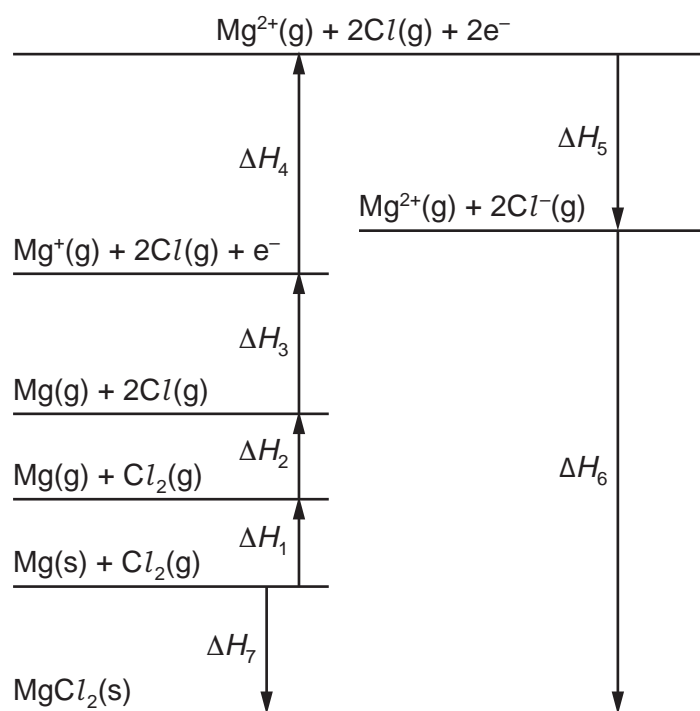 Mg²⁺(g) + 2Cl(g) + 2e⁻
ΔH₄
ΔH₅
Mg²⁺(g) + 2Cl⁻(g)
Mg⁺(g) + 2Cl(g) + e⁻
ΔH₃
Mg(g) + 2Cl(g)
ΔH₂
ΔH₆
Mg(g) + Cl₂(g)
ΔH₁
Mg(s) + Cl₂(g)
ΔH₇
MgCl₂(s)